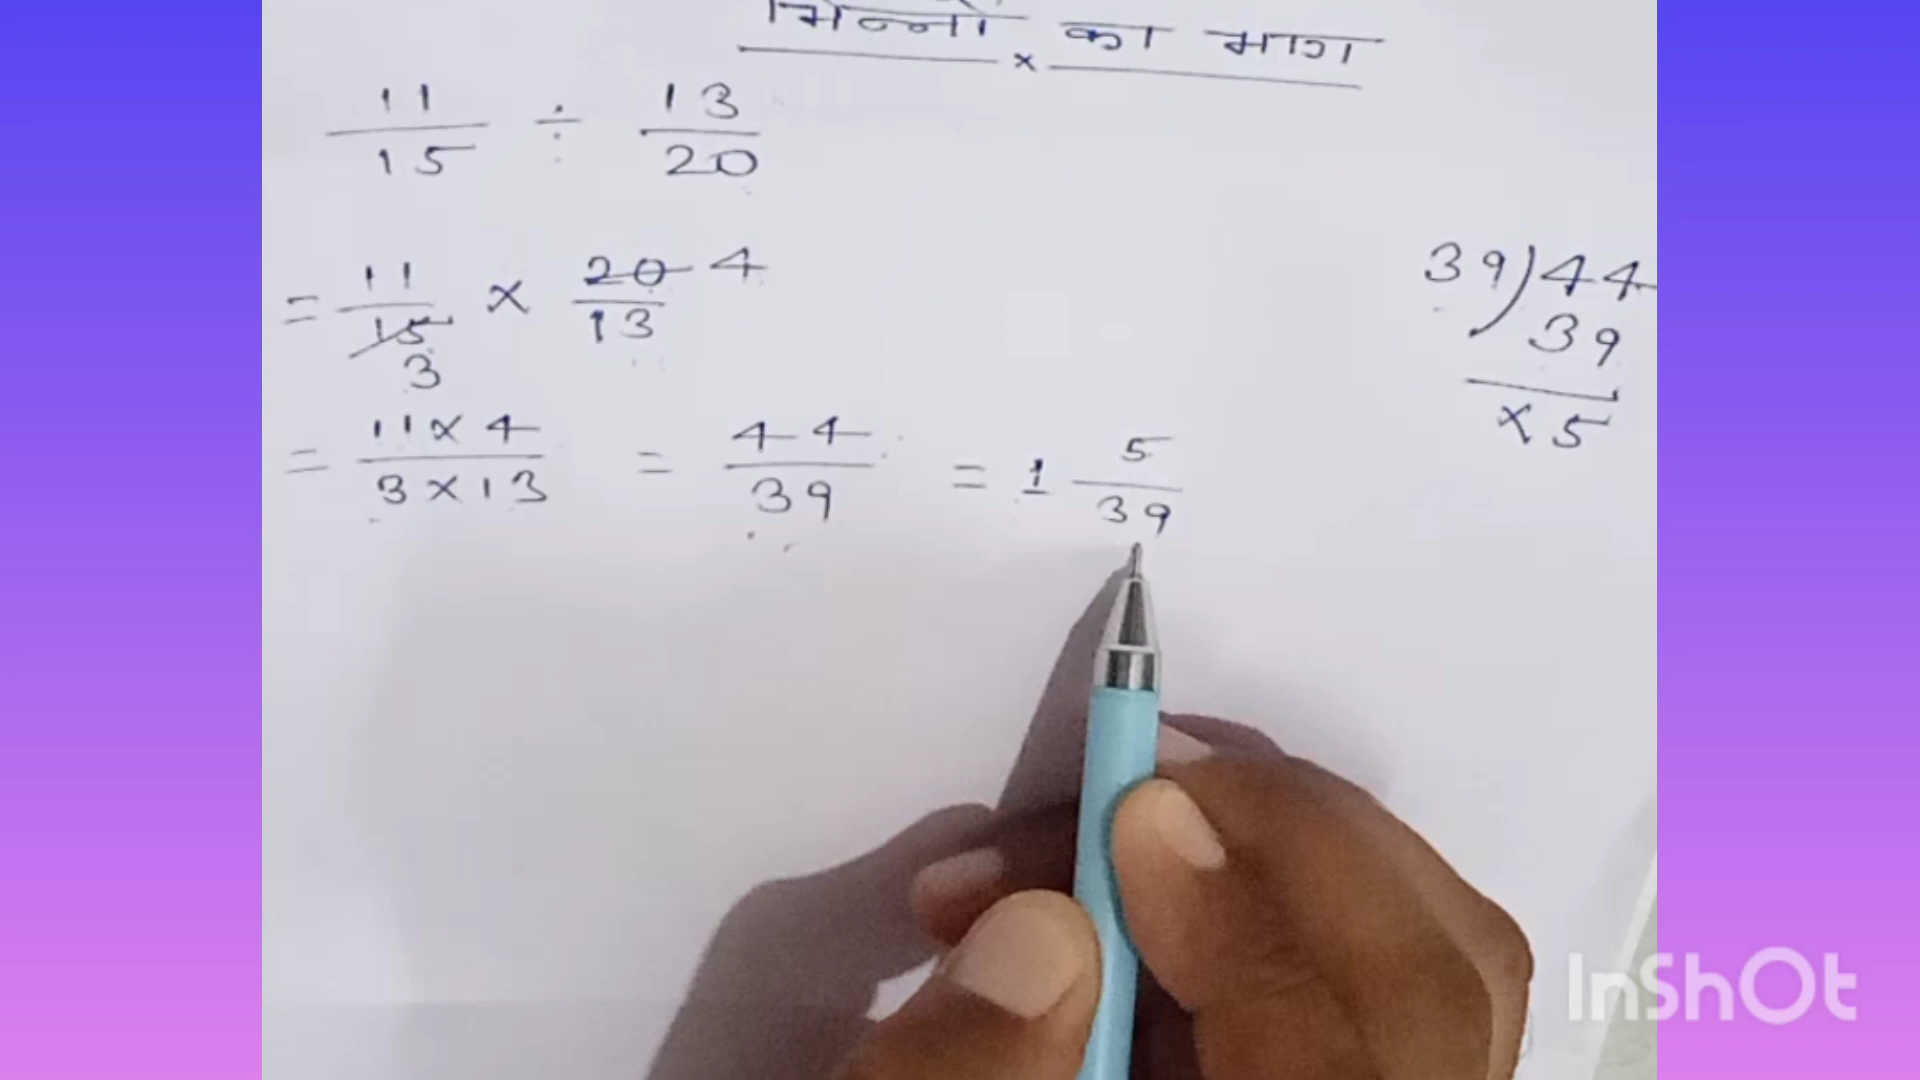 भिन्नों का भाग
×
11/15 ÷ 13/20
= 11/15 × 20/13 4
3
= 11×4/3×13 = 44/39 = 1 5/39
39)44
39
×5
InShOt